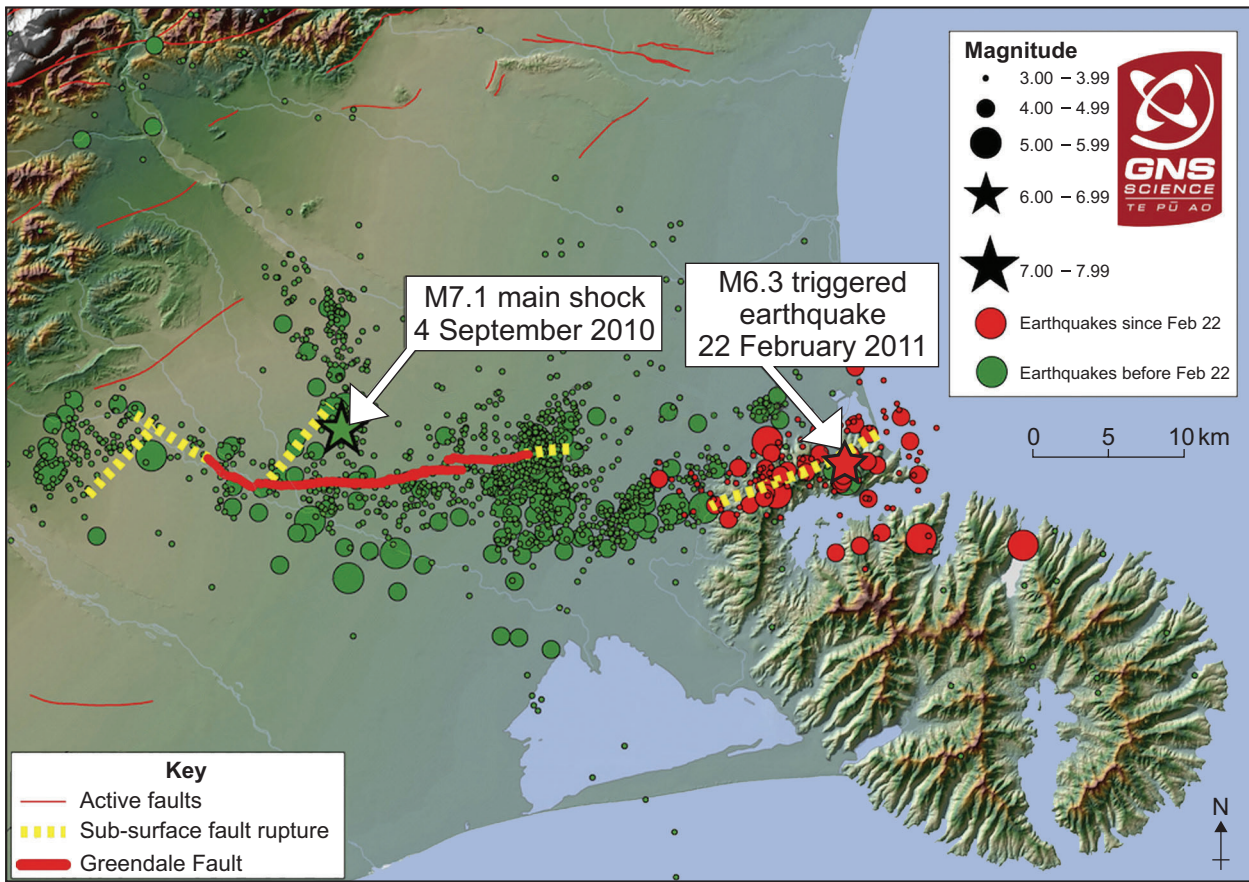 Magnitude
3.00 – 3.99
4.00 – 4.99
5.00 – 5.99
6.00 – 6.99
7.00 – 7.99
Earthquakes since Feb 22
Earthquakes before Feb 22
GNS
SCIENCE
TE PŪ AO
M7.1 main shock
4 September 2010
M6.3 triggered
earthquake
22 February 2011
0 5 10 km
Key
Active faults
Sub-surface fault rupture
Greendale Fault
N